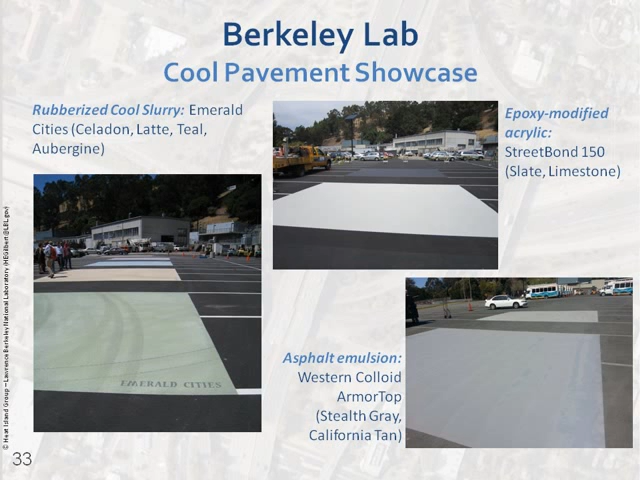 Berkeley Lab
Cool Pavement Showcase
Rubberized Cool Slurry: Emerald
Cities (Celadon, Latte, Teal,
Aubergine)
Epoxy-modified
acrylic:
StreetBond 150
(Slate, Limestone)
EMERALD CITIES
Asphalt emulsion:
Western Colloid
ArmorTop
(Stealth Gray,
California Tan)
© Heat Island Group – Lawrence Berkeley National Laboratory (HEGilbert@LBL.gov)
33